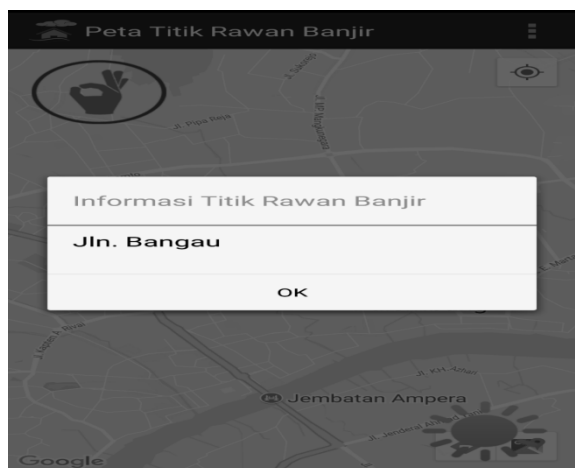 Peta Titik Rawan Banjir
Jl. Pipa Reja
Informasi Titik Rawan Banjir
Jln. Bangau
OK
Jembatan Ampera
Google